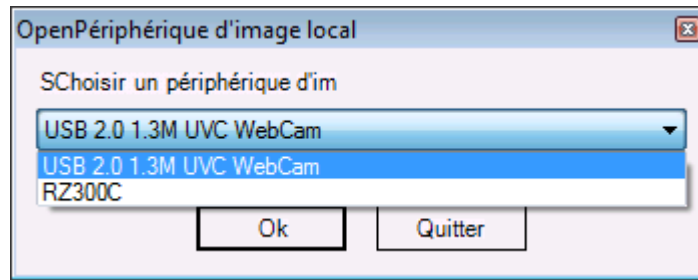 OpenPériphérique d'image local
SChoisir un périphérique d'im
USB 2.0 1.3M UVC WebCam
USB 2.0 1.3M UVC WebCam
RZ300C
Ok Quitter